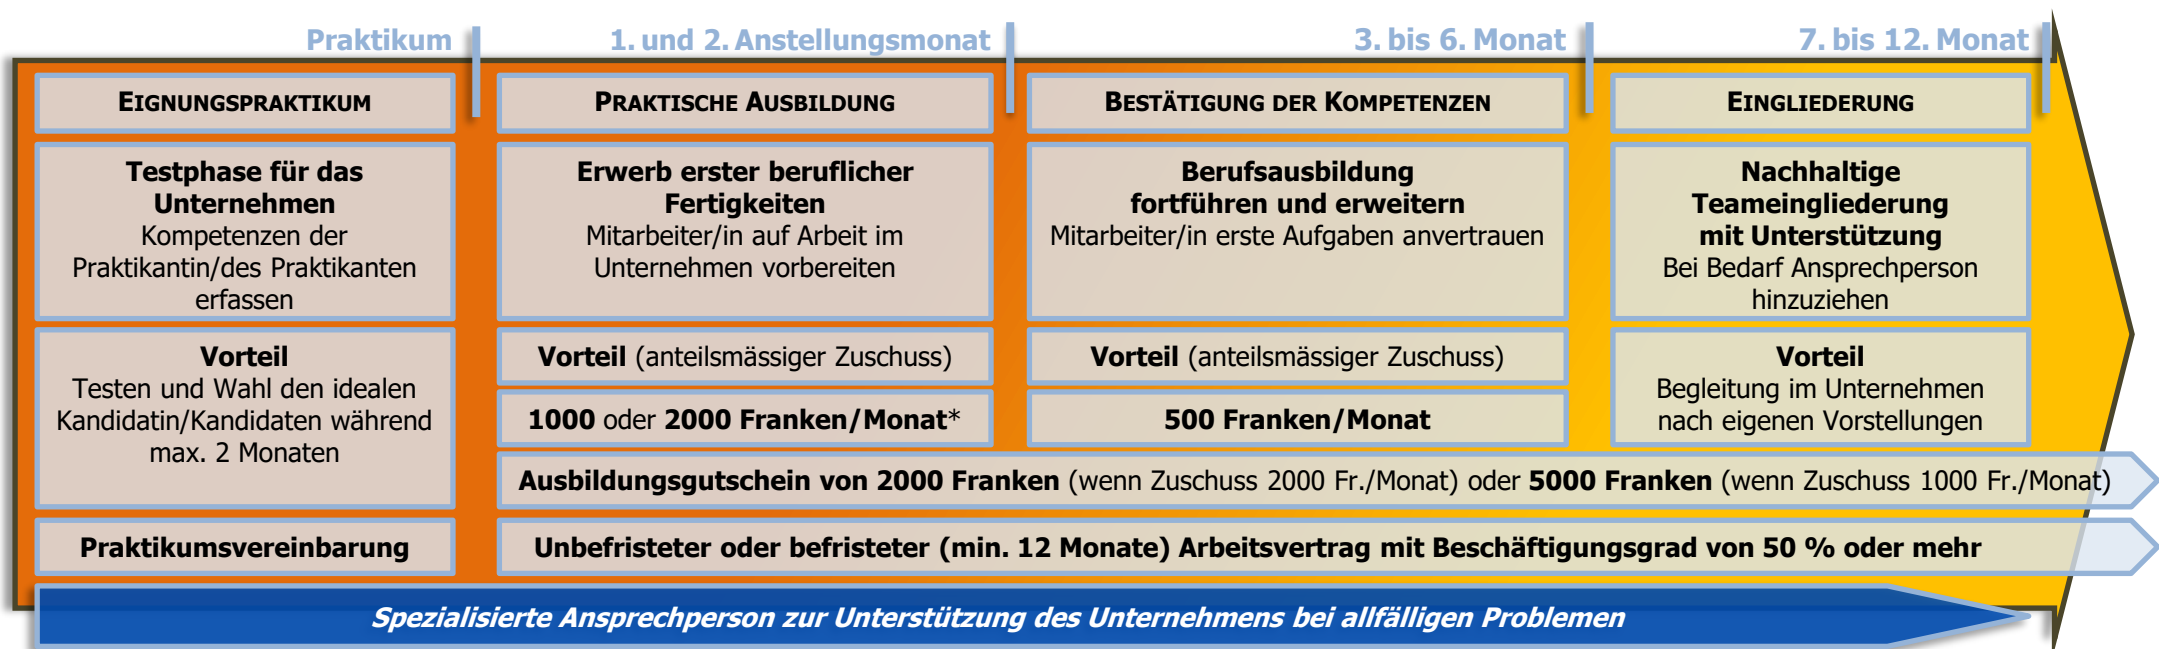 Praktikum
1. und 2. Anstellungsmonat
3. bis 6. Monat
7. bis 12. Monat
EIGNUNGSPRAKTIKUM
PRAKTISCHE AUSBILDUNG
BESTÄTIGUNG DER KOMPETENZEN
EINGLIEDERUNG
Testphase für das
Unternehmen
Kompetenzen der
Praktikantin/des Praktikanten
erfassen
Erwerb erster beruflicher
Fertigkeiten
Mitarbeiter/in auf Arbeit im
Unternehmen vorbereiten
Berufsausbildung
fortführen und erweitern
Mitarbeiter/in erste Aufgaben anvertrauen
Nachhaltige
Teameingliederung
mit Unterstützung
Bei Bedarf Ansprechperson
hinzuziehen
Vorteil
Testen und Wahl den idealen
Kandidatin/Kandidaten während
max. 2 Monaten
Vorteil (anteilsmässiger Zuschuss)
1000 oder 2000 Franken/Monat*
Vorteil (anteilsmässiger Zuschuss)
500 Franken/Monat
Vorteil
Begleitung im Unternehmen
nach eigenen Vorstellungen
Ausbildungsgutschein von 2000 Franken (wenn Zuschuss 2000 Fr./Monat) oder 5000 Franken (wenn Zuschuss 1000 Fr./Monat)
Praktikumsvereinbarung
Unbefristeter oder befristeter (min. 12 Monate) Arbeitsvertrag mit Beschäftigungsgrad von 50 % oder mehr
Spezialisierte Ansprechperson zur Unterstützung des Unternehmens bei allfälligen Problemen